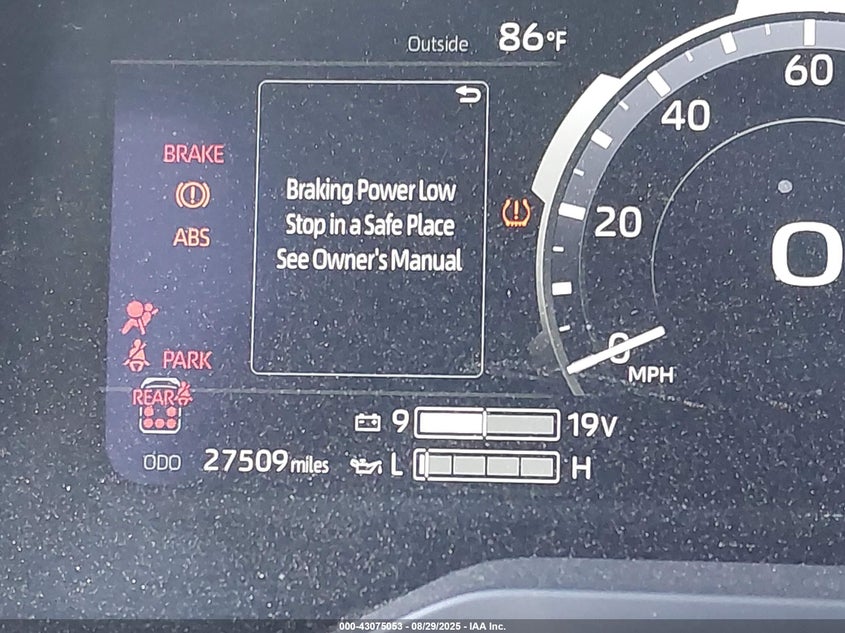 Outside 86°F
BRAKE
ABS
Braking Power Low
Stop in a Safe Place
See Owner's Manual
PARK
REAR
ODO 27509 miles
9 19V
L H
0
20
40
60
MPH
0
000-43075053 - 08/29/2025 - IAA Inc.